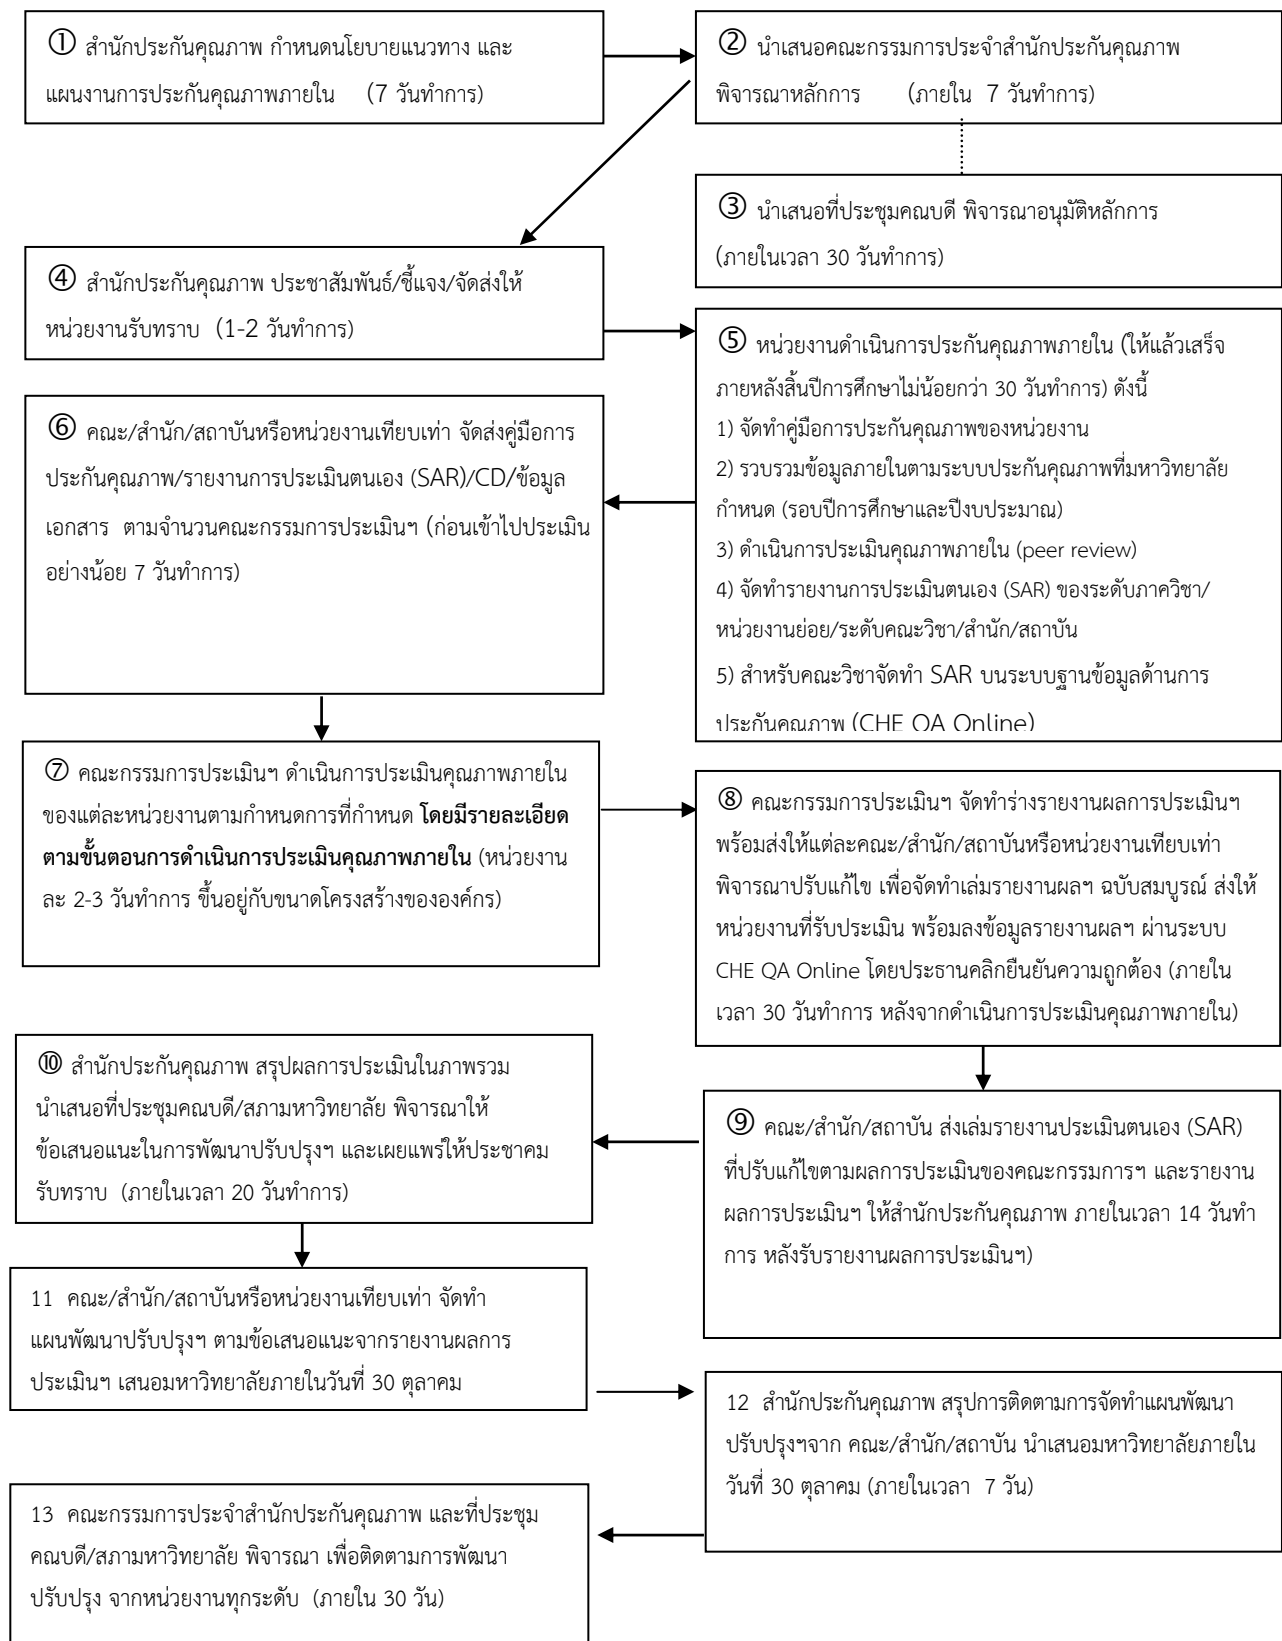 ① สำนักประกันคุณภาพ กำหนดนโยบายแนวทาง และ
แผนงานการประกันคุณภาพภายใน (7 วันทำการ)
② นำเสนอคณะกรรมการประจำสำนักประกันคุณภาพ
พิจารณาหลักการ (ภายใน 7 วันทำการ)
③ นำเสนอที่ประชุมคณบดี พิจารณาอนุมัติหลักการ
(ภายในเวลา 30 วันทำการ)
④ สำนักประกันคุณภาพ ประชาสัมพันธ์/ชี้แจง/จัดส่งให้
หน่วยงานรับทราบ (1-2 วันทำการ)
⑤ หน่วยงานดำเนินการประกันคุณภาพภายใน (ให้แล้วเสร็จ
ภายหลังสิ้นปีการศึกษาไม่น้อยกว่า 30 วันทำการ) ดังนี้
1) จัดทำคู่มือการประกันคุณภาพของหน่วยงาน
2) รวบรวมข้อมูลภายในตามระบบประกันคุณภาพที่มหาวิทยาลัย
กำหนด (รอบปีการศึกษาและปีงบประมาณ)
3) ดำเนินการประเมินคุณภาพภายใน (peer review)
4) จัดทำรายงานการประเมินตนเอง (SAR) ของระดับภาควิชา/
หน่วยงานย่อย/ระดับคณะวิชา/สำนัก/สถาบัน
5) สำหรับคณะวิชาจัดทำ SAR บนระบบฐานข้อมูลด้านการ
ประกันคุณภาพ (CHE QA Online)
⑥ คณะ/สำนัก/สถาบันหรือหน่วยงานเทียบเท่า จัดส่งคู่มือการ
ประกันคุณภาพ/รายงานการประเมินตนเอง (SAR)/CD/ข้อมูล
เอกสาร ตามจำนวนคณะกรรมการประเมินฯ (ก่อนเข้าไปประเมิน
อย่างน้อย 7 วันทำการ)
⑦ คณะกรรมการประเมินฯ ดำเนินการประเมินคุณภาพภายใน
ของแต่ละหน่วยงานตามกำหนดการที่กำหนด โดยมีรายละเอียด
ตามขั้นตอนการดำเนินการประเมินคุณภาพภายใน (หน่วยงาน
ละ 2-3 วันทำการ ขึ้นอยู่กับขนาดโครงสร้างขององค์กร)
⑧ คณะกรรมการประเมินฯ จัดทำร่างรายงานผลการประเมินฯ
พร้อมส่งให้แต่ละคณะ/สำนัก/สถาบันหรือหน่วยงานเทียบเท่า
พิจารณาปรับแก้ไข เพื่อจัดทำเล่มรายงานผลฯ ฉบับสมบูรณ์ ส่งให้
หน่วยงานที่รับประเมิน พร้อมลงข้อมูลรายงานผลฯ ผ่านระบบ
CHE QA Online โดยประธานคลิกยืนยันความถูกต้อง (ภายใน
เวลา 30 วันทำการ หลังจากดำเนินการประเมินคุณภาพภายใน)
⑨ คณะ/สำนัก/สถาบัน ส่งเล่มรายงานประเมินตนเอง (SAR)
ที่ปรับแก้ไขตามผลการประเมินของคณะกรรมการฯ และรายงาน
ผลการประเมินฯ ให้สำนักประกันคุณภาพ ภายในเวลา 14 วันทำ
การ หลังรับรายงานผลการประเมินฯ)
⑩ สำนักประกันคุณภาพ สรุปผลการประเมินในภาพรวม
นำเสนอที่ประชุมคณบดี/สภามหาวิทยาลัย พิจารณาให้
ข้อเสนอแนะในการพัฒนาปรับปรุงฯ และเผยแพร่ให้ประชาคม
รับทราบ (ภายในเวลา 20 วันทำการ)
11 คณะ/สำนัก/สถาบันหรือหน่วยงานเทียบเท่า จัดทำ
แผนพัฒนาปรับปรุงฯ ตามข้อเสนอแนะจากรายงานผลการ
ประเมินฯ เสนอมหาวิทยาลัยภายในวันที่ 30 ตุลาคม
12 สำนักประกันคุณภาพ สรุปการติดตามการจัดทำแผนพัฒนา
ปรับปรุงฯจาก คณะ/สำนัก/สถาบัน นำเสนอมหาวิทยาลัยภายใน
วันที่ 30 ตุลาคม (ภายในเวลา 7 วัน)
13 คณะกรรมการประจำสำนักประกันคุณภาพ และที่ประชุม
คณบดี/สภามหาวิทยาลัย พิจารณา เพื่อติดตามการพัฒนา
ปรับปรุง จากหน่วยงานทุกระดับ (ภายใน 30 วัน)